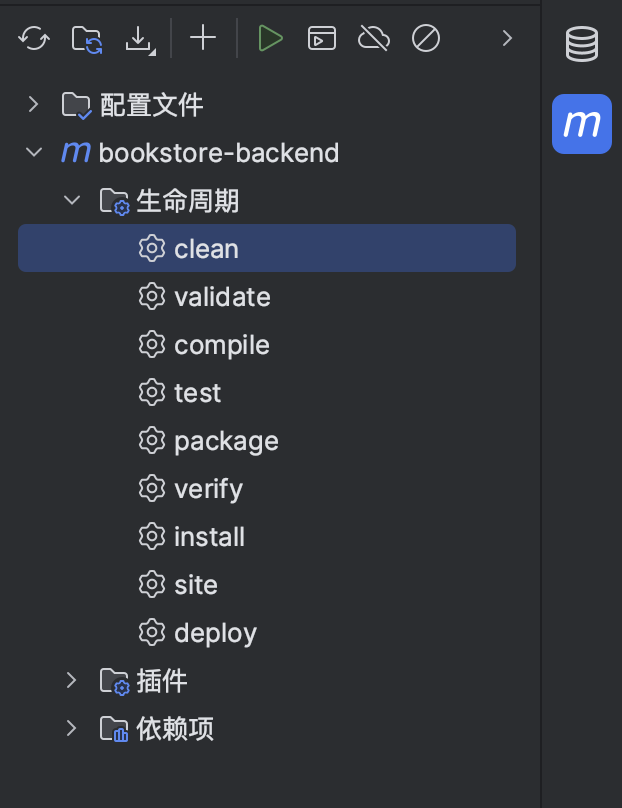 配置文件
m bookstore-backend
m
生命周期
clean
validate
compile
test
package
verify
install
site
deploy
插件
依赖项